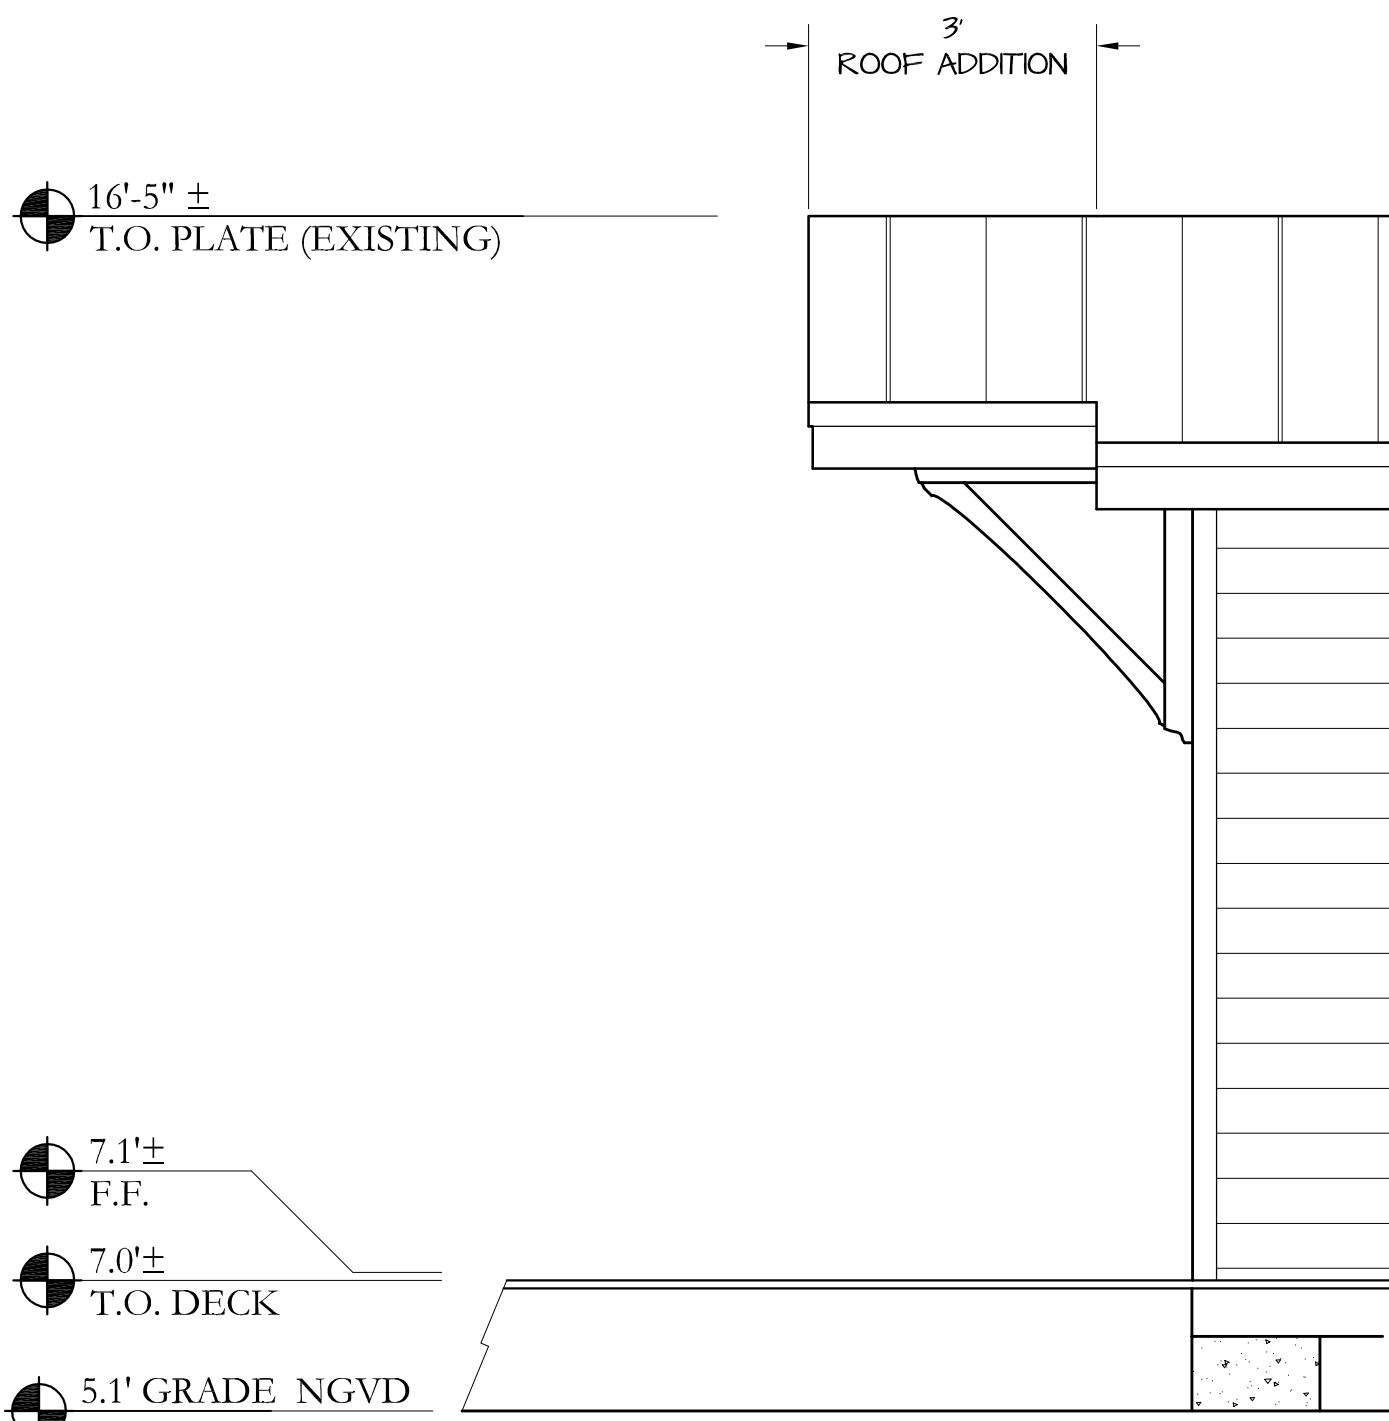 3'
ROOF ADDITION
16'-5" ±
T.O. PLATE (EXISTING)
7.1'±
F.F.
7.0'±
T.O. DECK
5.1' GRADE NGVD